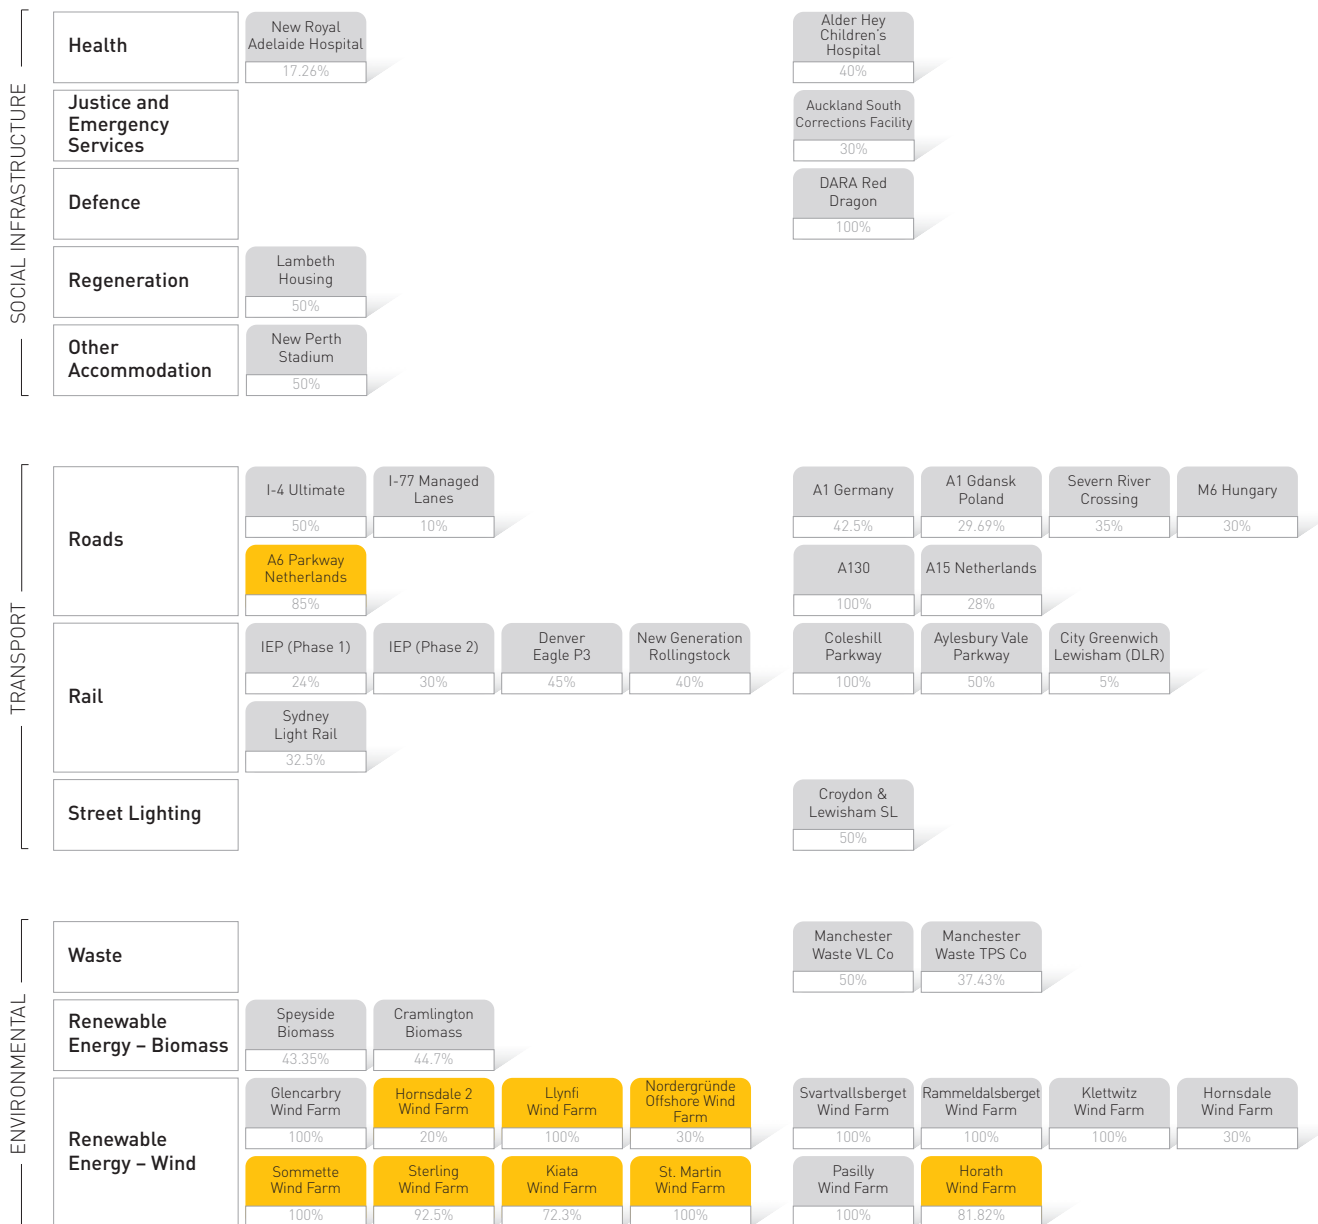 SOCIAL INFRASTRUCTURE
Health
New Royal
Adelaide Hospital
17.26%
Alder Hey
Children's
Hospital
40%
Justice and
Emergency
Services
Auckland South
Corrections Facility
30%
Defence
DARA Red
Dragon
100%
Regeneration
Lambeth
Housing
50%
Other
Accommodation
New Perth
Stadium
50%
TRANSPORT
Roads
I-4 Ultimate
50%
I-77 Managed
Lanes
10%
A1 Germany
42.5%
A1 Gdansk
Poland
29.69%
Severn River
Crossing
35%
M6 Hungary
30%
A6 Parkway
Netherlands
85%
A130
100%
A15 Netherlands
28%
Rail
IEP (Phase 1)
24%
IEP (Phase 2)
30%
Denver
Eagle P3
45%
New Generation
Rollingstock
40%
Coleshill
Parkway
100%
Aylesbury Vale
Parkway
50%
City Greenwich
Lewisham (DLR)
5%
Sydney
Light Rail
32.5%
Street Lighting
Croydon &
Lewisham SL
50%
ENVIRONMENTAL
Waste
Manchester
Waste VL Co
50%
Manchester
Waste TPS Co
37.43%
Renewable
Energy – Biomass
Speyside
Biomass
43.35%
Cramlington
Biomass
44.7%
Renewable
Energy – Wind
Glencarbry
Wind Farm
100%
Hornsdale 2
Wind Farm
20%
Llynfi
Wind Farm
100%
Nordergründe
Offshore Wind
Farm
30%
Svartvallsberget
Wind Farm
100%
Rammeldalsberget
Wind Farm
100%
Klettwitz
Wind Farm
100%
Hornsdale
Wind Farm
30%
Sommette
Wind Farm
100%
Sterling
Wind Farm
92.5%
Kiata
Wind Farm
72.3%
St. Martin
Wind Farm
100%
Pasilly
Wind Farm
100%
Horath
Wind Farm
81.82%